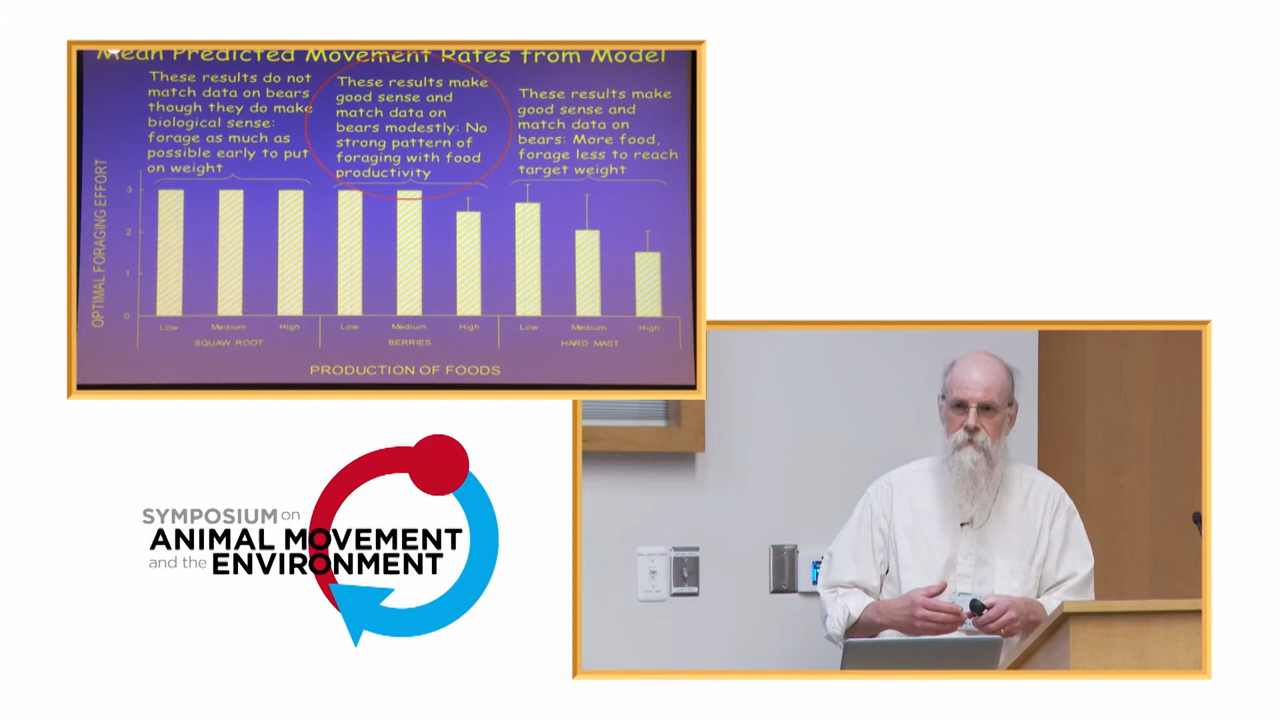 Mean Predicted Movement Rates from Model
These results do not
match data on bears
though they do make
biological sense:
forage as much as
possible early to put
on weight
These results make
good sense and
match data on
bears modestly: No
strong pattern of
foraging with food
productivity
These results make
good sense and
match data on
bears: More food,
forage less to reach
target weight
OPTIMAL FORAGING EFFORT
3
2
1
0
Low Medium High Low Medium High Low Medium High
SQUAW ROOT BERRIES HARD MAST
PRODUCTION OF FOODS
SYMPOSIUM on
ANIMAL MOVEMENT
and the ENVIRONMENT